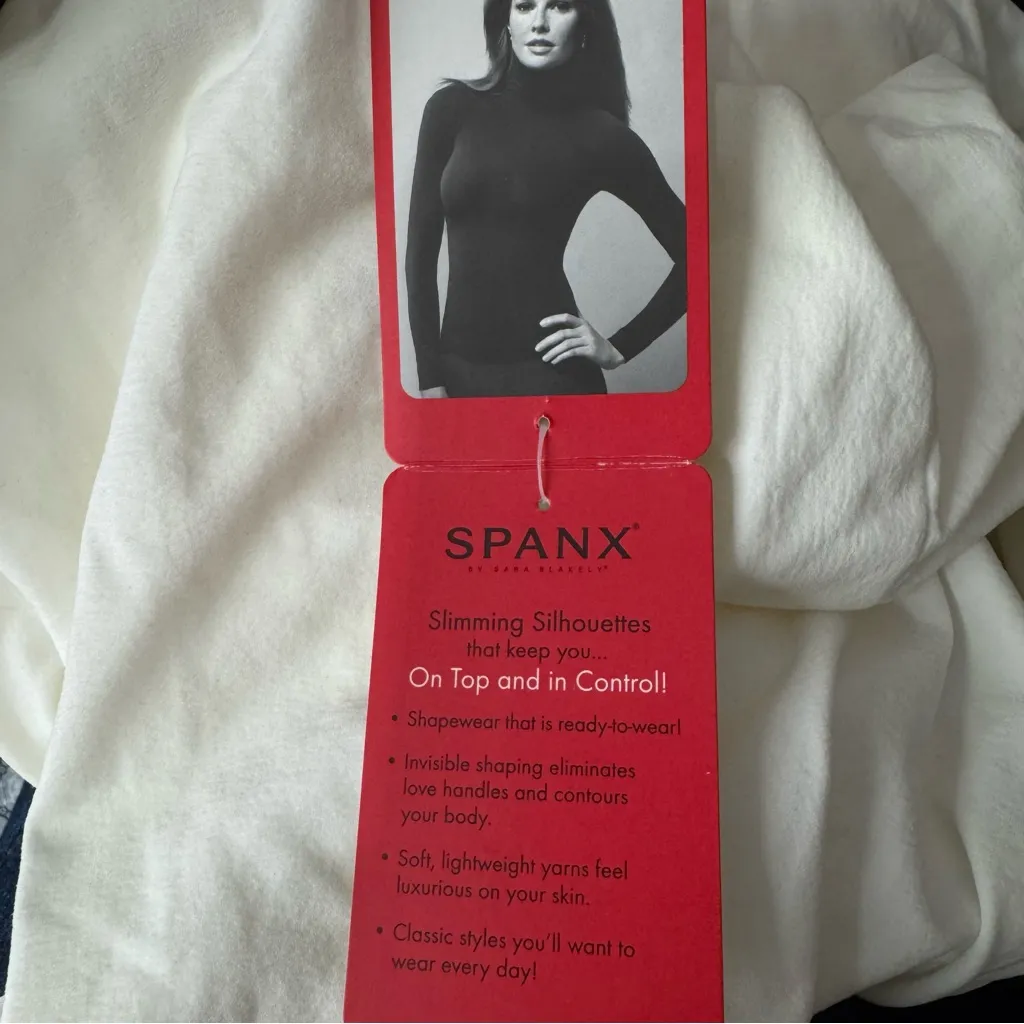 SPANX®
BY SARA BLAKELY®
Slimming Silhouettes
that keep you...
On Top and in Control!
• Shapewear that is ready-to-wear!
• Invisible shaping eliminates
love handles and contours
your body.
• Soft, lightweight yarns feel
luxurious on your skin.
• Classic styles you'll want to
wear every day!